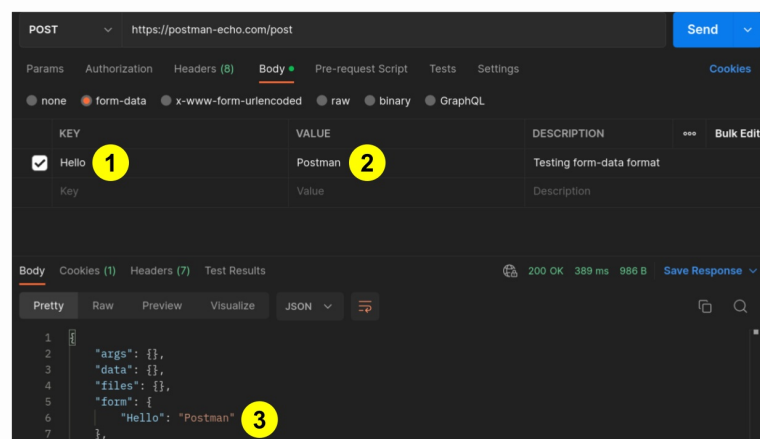 POST https://postman-echo.com/post Send
Params Authorization Headers (8) Body Pre-request Script Tests Settings Cookies
none form-data x-www-form-urlencoded raw binary GraphQL
KEY VALUE DESCRIPTION ooo Bulk Edit
Hello 1 Postman 2 Testing form-data format
Key Value Description
Body Cookies (1) Headers (7) Test Results 200 OK 389 ms 986 B Save Response
Pretty Raw Preview Visualize JSON
1 {
2 "args": {},
3 "data": {},
4 "files": {},
5 "form": {
6 "Hello": "Postman" 3
7 },